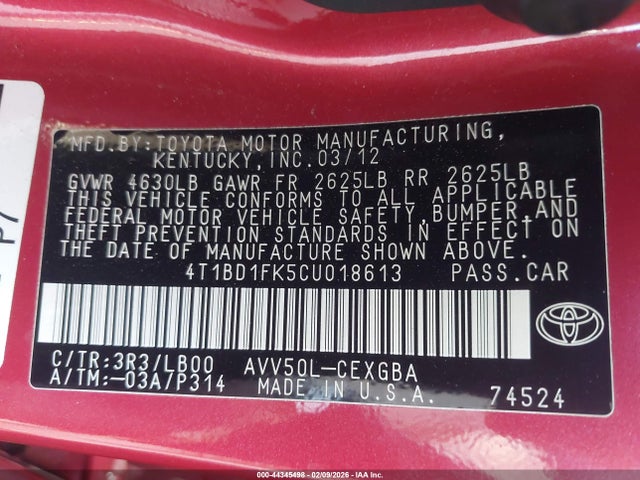 MFD.BY:TOYOTA MOTOR MANUFACTURING,
KENTUCKY,INC.03/12
GVWR 4630LB GAWR FR 2625LB RR 2625LB
THIS VEHICLE CONFORMS TO ALL APPLICABLE
FEDERAL MOTOR VEHICLE SAFETY,BUMPER,AND
THEFT PREVENTION STANDARDS IN EFFECT ON
THE DATE OF MANUFACTURE SHOWN ABOVE.
4T1BD1FK5CU018613 PASS.CAR
C/TR:3R3/LB00 AVV50L-CEXGBA
A/TM:-03A/P314 MADE IN U.S.A. 74524
P7
000-44345498 - 02/09/2026 - IAA